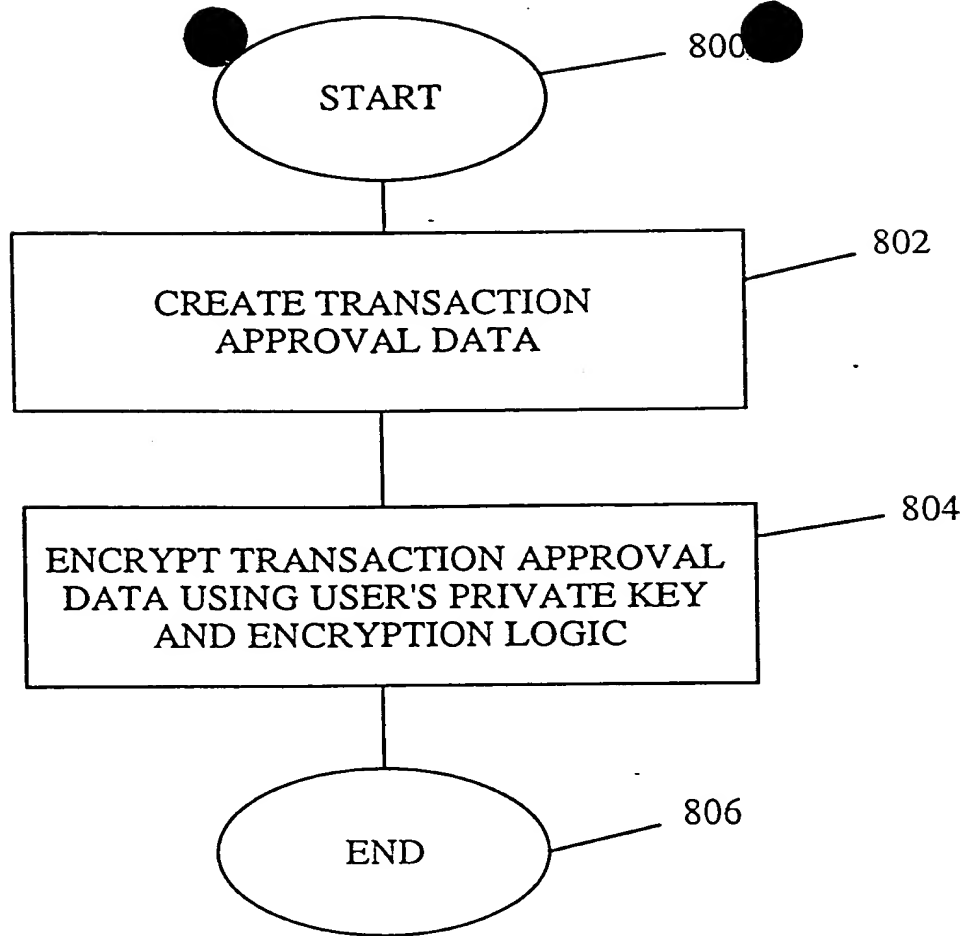 START
800
CREATE TRANSACTION
APPROVAL DATA
802
ENCRYPT TRANSACTION APPROVAL
DATA USING USER'S PRIVATE KEY
AND ENCRYPTION LOGIC
804
END
806